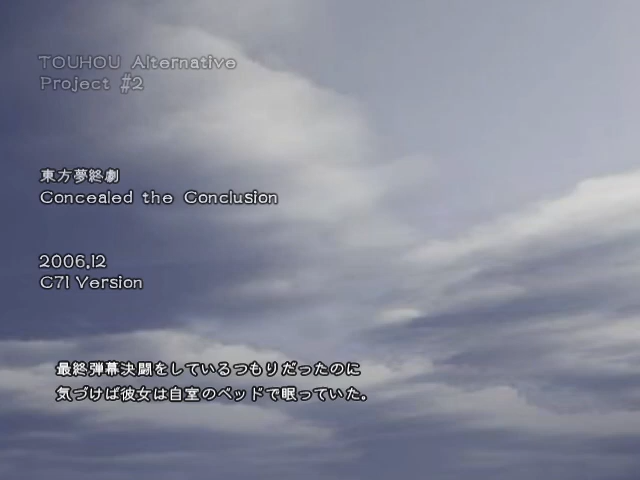 TOUHOU Alternative
Project #2
東方夢終劇
Concealed the Conclusion
2006,12
C71 Version
最終弾幕決闘をしているつもりだったのに
気づけば彼女は自室のベッドで眠っていた。